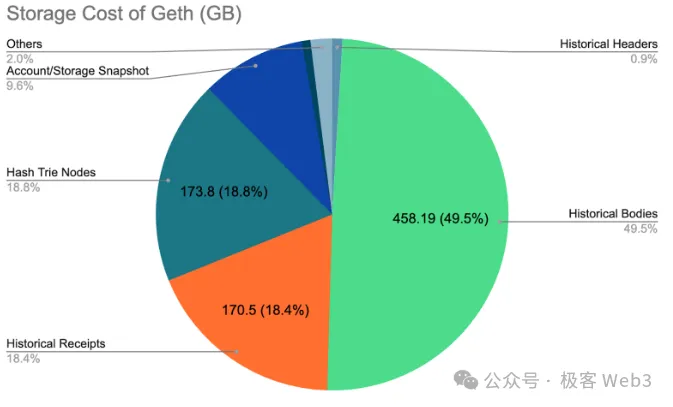 Storage Cost of Geth (GB)
Others
2.0%
Account/Storage Snapshot
9.6%
Hash Trie Nodes
18.8%
Historical Receipts
18.4%
Historical Headers
0.9%
Historical Bodies
49.5%
173.8 (18.8%)
458.19 (49.5%)
170.5 (18.4%)
公众号 · 极客 Web3